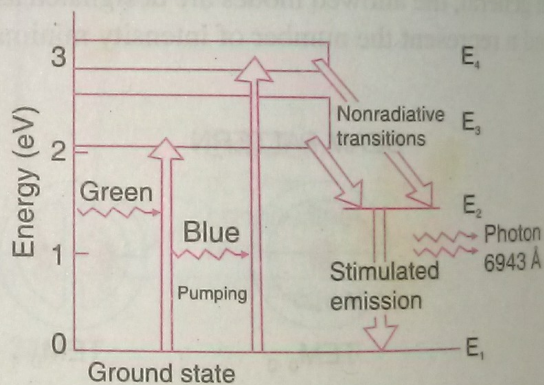 3
E₄
Nonradiative
transitions
E₃
Energy (eV)
2
Green
E₂
Blue
Photon
6943 Å
1
Pumping
Stimulated
emission
0
E₁
Ground state